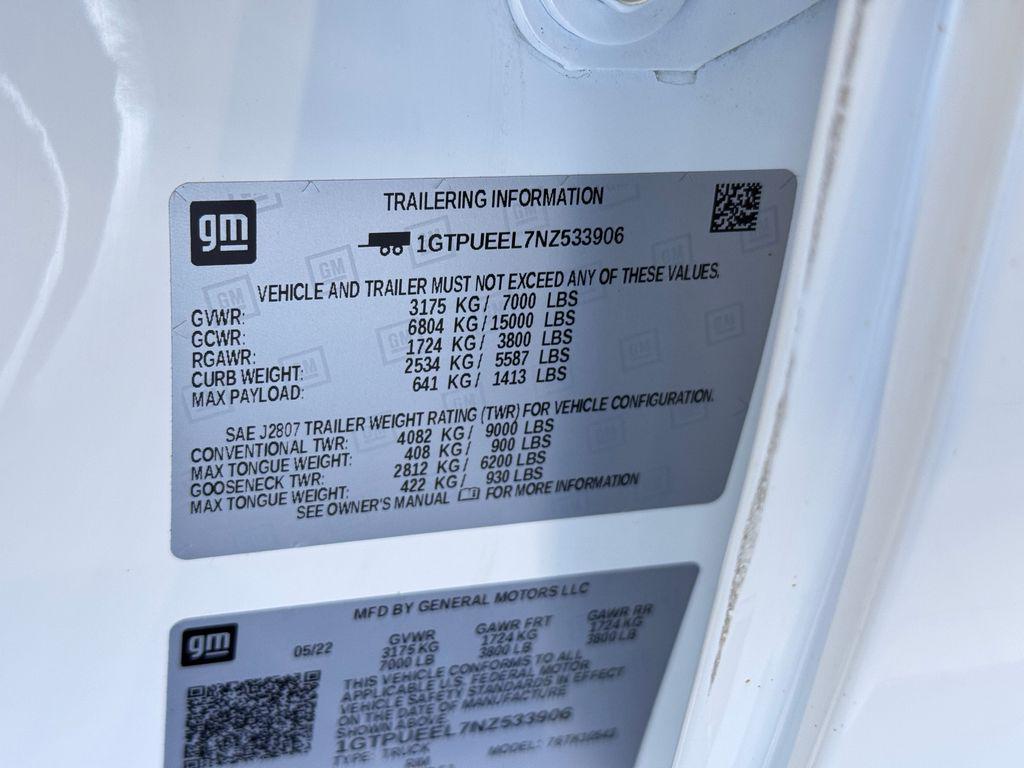 gm
TRAILERING INFORMATION
1GTPUEEL7NZ533906
VEHICLE AND TRAILER MUST NOT EXCEED ANY OF THESE VALUES.
GVWR: 3175 KG/ 7000 LBS
GCWR: 6804 KG/15000 LBS
RGAWR: 1724 KG/ 3800 LBS
CURB WEIGHT: 2534 KG/ 5587 LBS
MAX PAYLOAD: 641 KG/ 1413 LBS
SAE J2807 TRAILER WEIGHT RATING (TWR) FOR VEHICLE CONFIGURATION.
CONVENTIONAL TWR: 4082 KG/ 9000 LBS
MAX TONGUE WEIGHT: 408 KG/ 900 LBS
GOOSENECK TWR: 2812 KG/ 6200 LBS
MAX TONGUE WEIGHT: 422 KG/ 930 LBS
SEE OWNER'S MANUAL FOR MORE INFORMATION
gm
MFD BY GENERAL MOTORS LLC
05/22
GVWR GAWR FRT GAWR RR
3175 KG 1724 KG 1724 KG
7000 LB 3800 LB 3800 LB
THIS VEHICLE CONFORMS TO ALL
APPLICABLE U.S. FEDERAL MOTOR
VEHICLE SAFETY STANDARDS IN EFFECT
ON THE DATE OF MANUFACTURE
SHOWN ABOVE.
1GTPUEEL7NZ533906
TYPE: TRUCK MODEL:
RIM